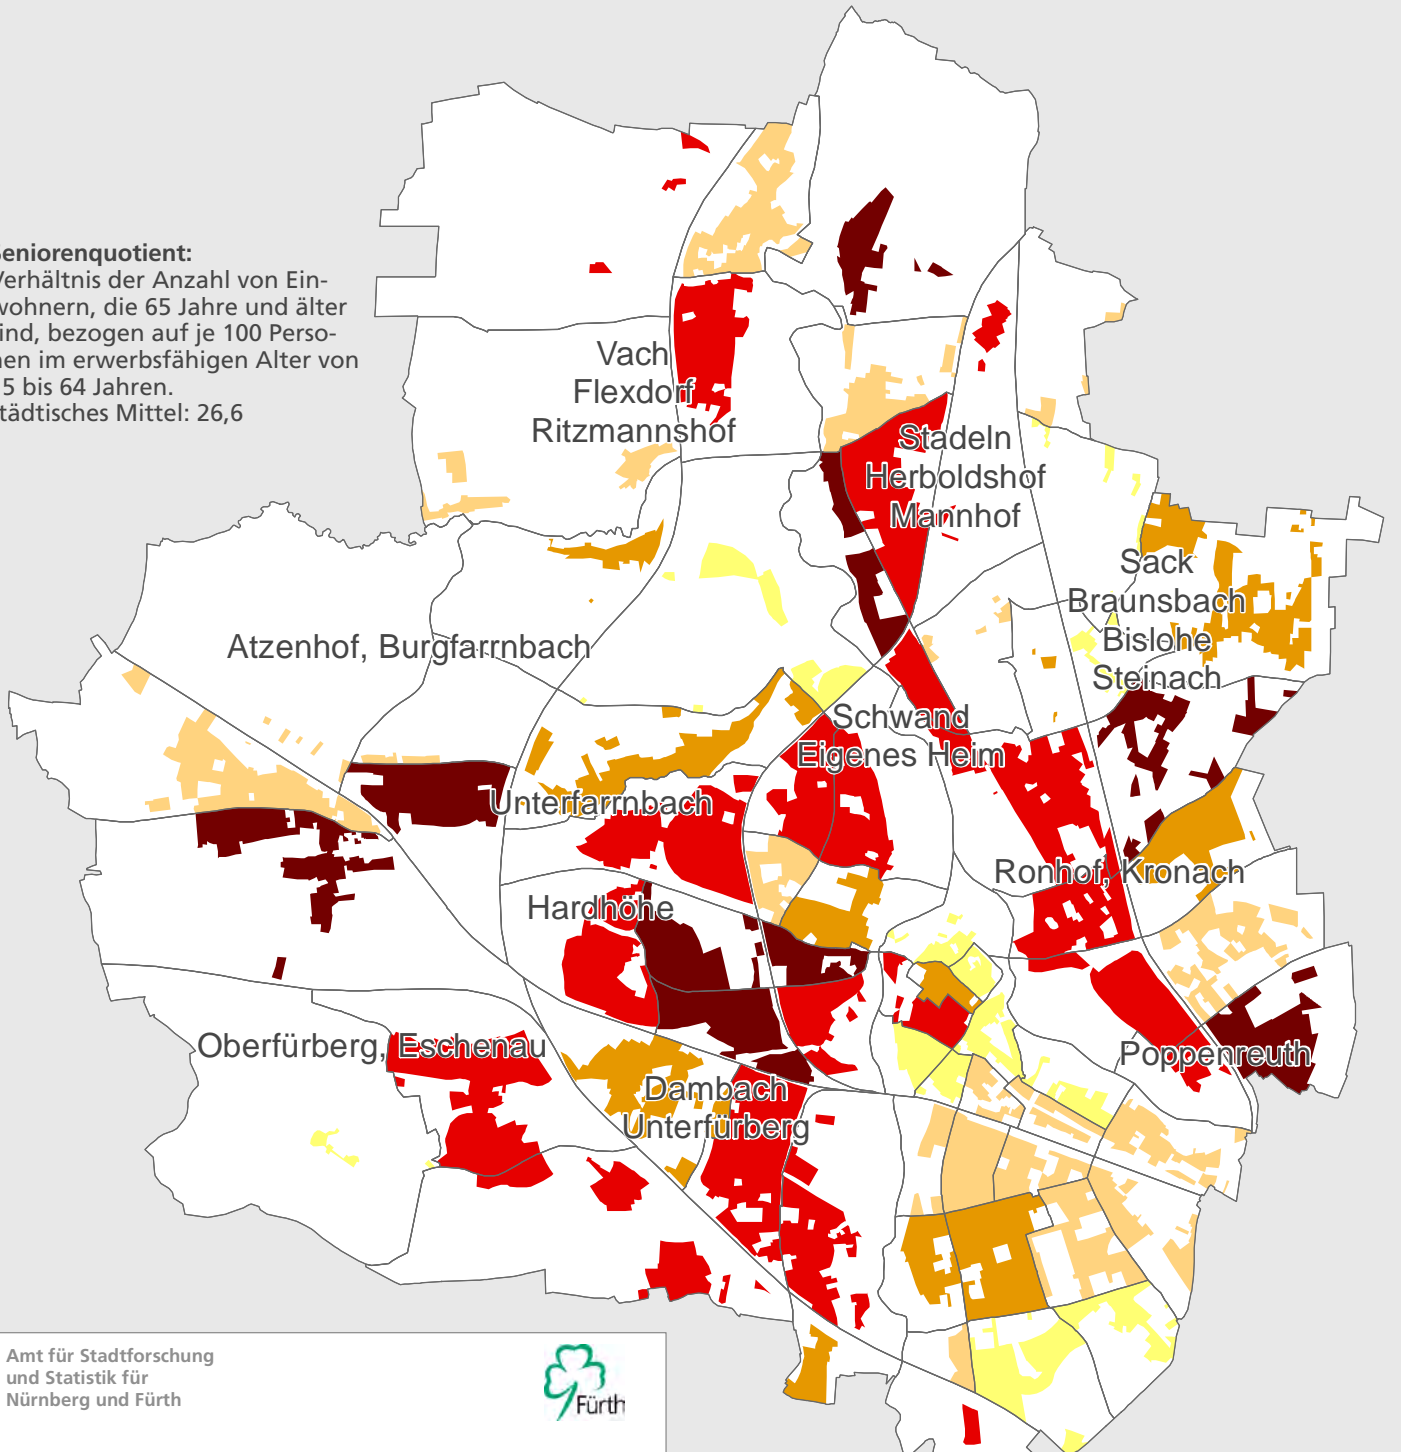 eniorenquotient:
erhältnis der Anzahl von Ein-
wohnern, die 65 Jahre und älter
ind, bezogen auf je 100 Perso-
nen im erwerbsfähigen Alter von
5 bis 64 Jahren.
tädtisches Mittel: 26,6
Vach
Flexdorf
Ritzmannshof
Stadeln
Herboldshof
Mannhof
Sack
Braunsbach
Bislohe
Steinach
Atzenhof, Burgfarrnbach
Schwand
Eigenes Heim
Unterfarrnbach
Ronhof, Kronach
Hardhöhe
Oberfürberg, Eschenau
Poppenreuth
Dambach
Unterfürberg
Amt für Stadtforschung
und Statistik für
Nürnberg und Fürth
Fürth